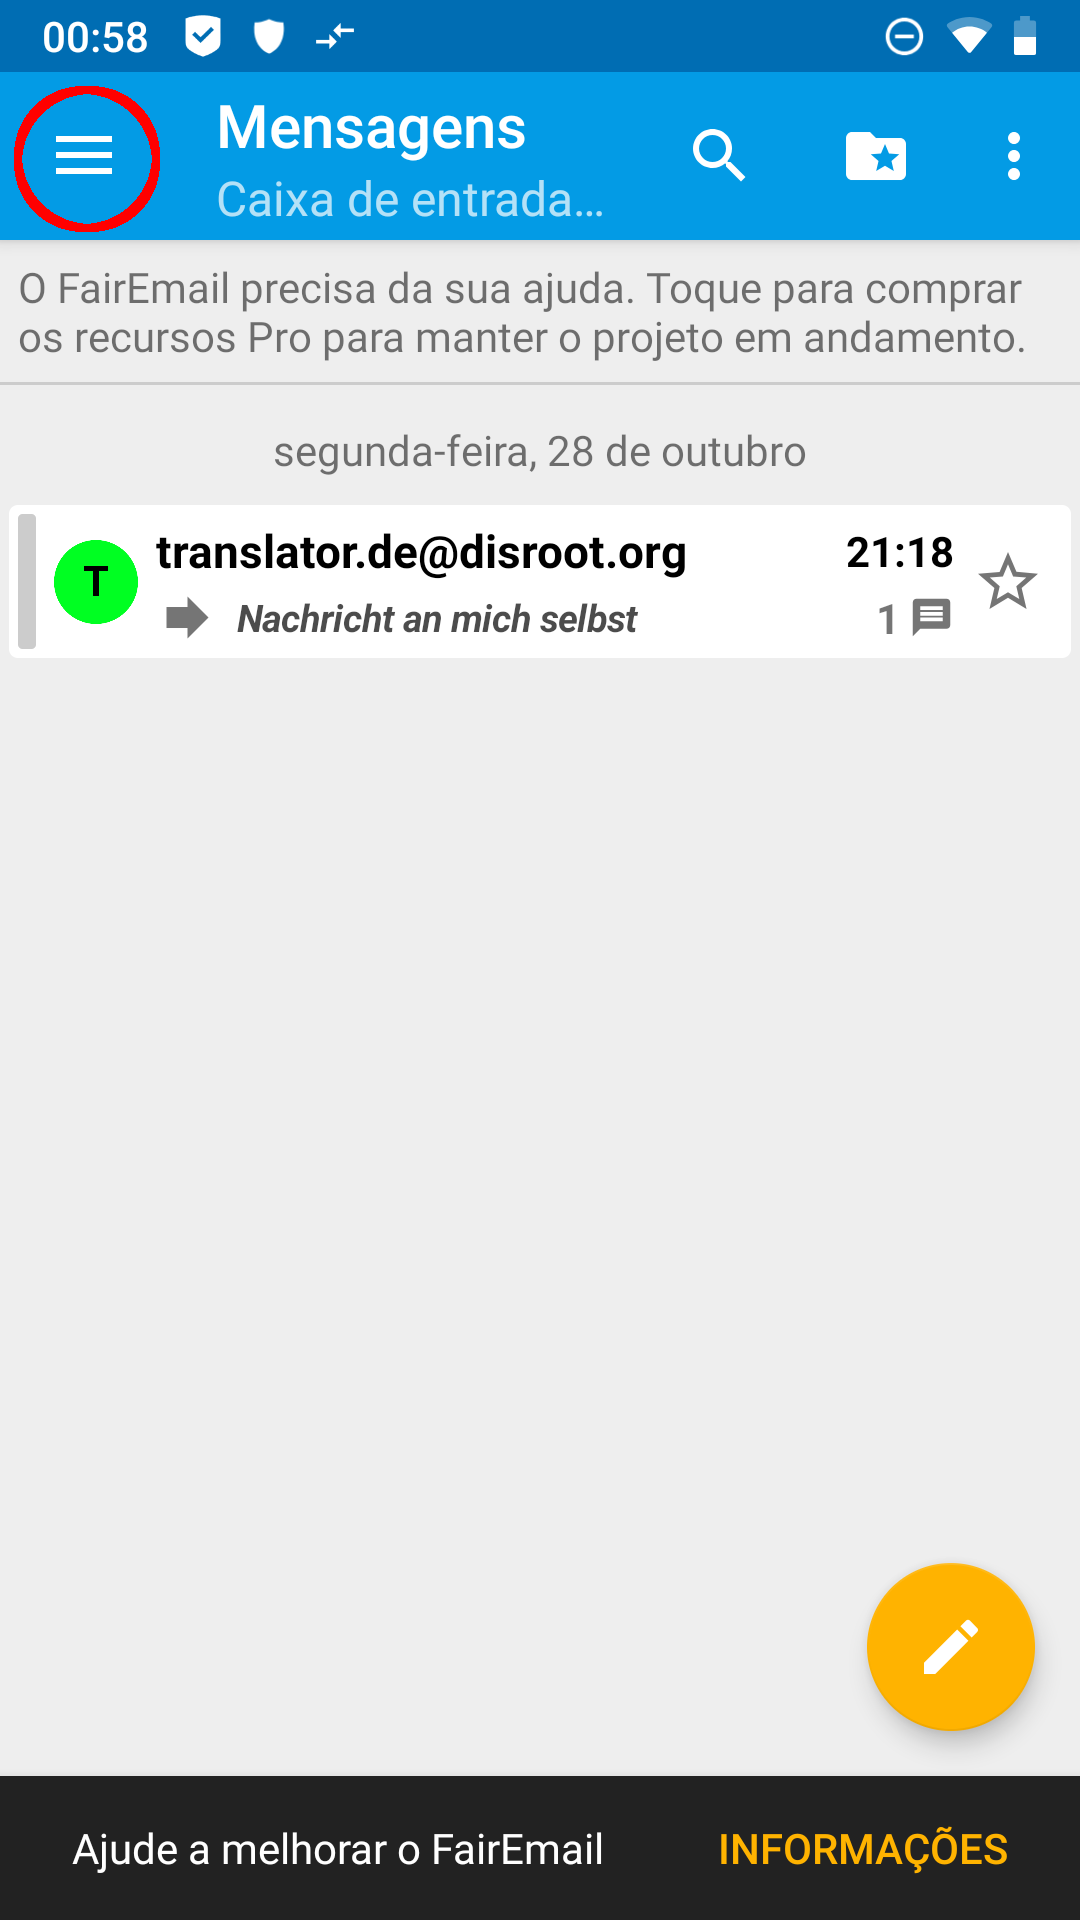 00:58
Mensagens
Caixa de entrada...
O FairEmail precisa da sua ajuda. Toque para comprar
os recursos Pro para manter o projeto em andamento.
segunda-feira, 28 de outubro
T
translator.de@disroot.org
21:18
Nachricht an mich selbst
1
Ajude a melhorar o FairEmail
INFORMAÇÕES